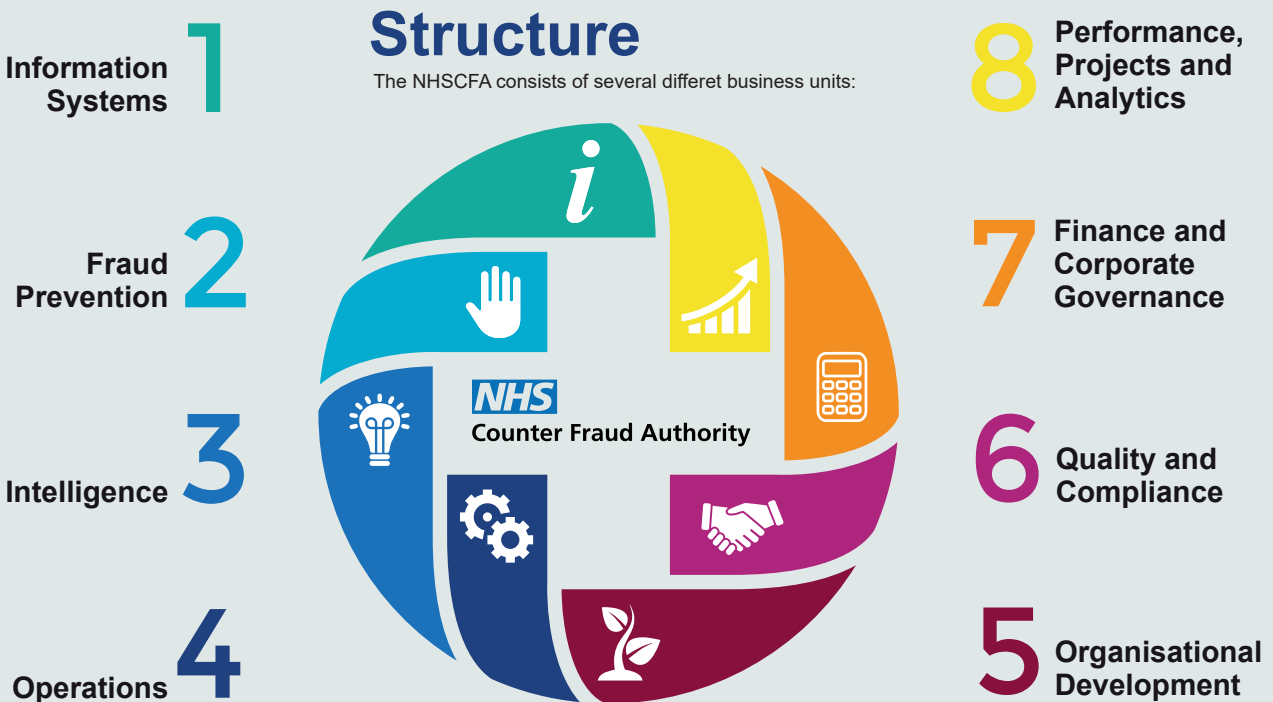 Structure
The NHSCFA consists of several differet business units:
1
Information
Systems
2
Fraud
Prevention
3
Intelligence
4
Operations
8
Performance,
Projects and
Analytics
7
Finance and
Corporate
Governance
6
Quality and
Compliance
5
Organisational
Development
i
NHS
Counter Fraud Authority